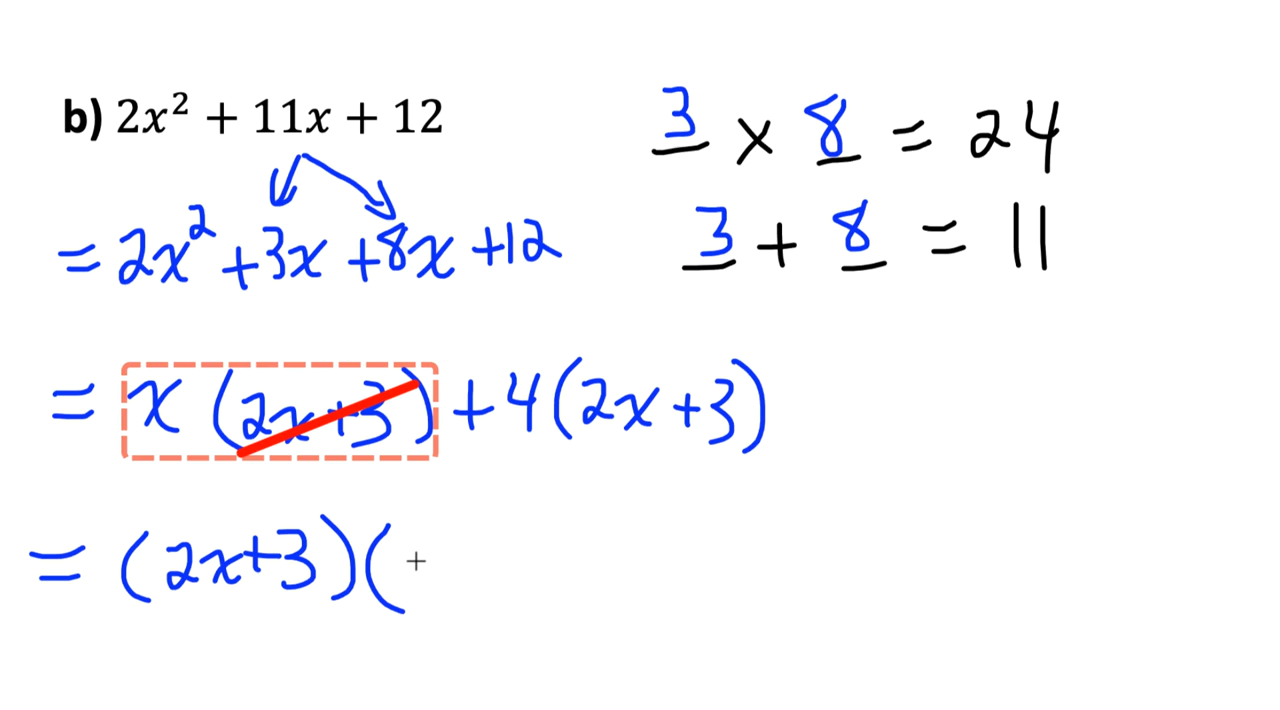 b) 2x² + 11x + 12
3 × 8 = 24
= 2x² + 3x + 8x + 12
3 + 8 = 11
= x (2x+3) + 4(2x+3)
= (2x+3)(